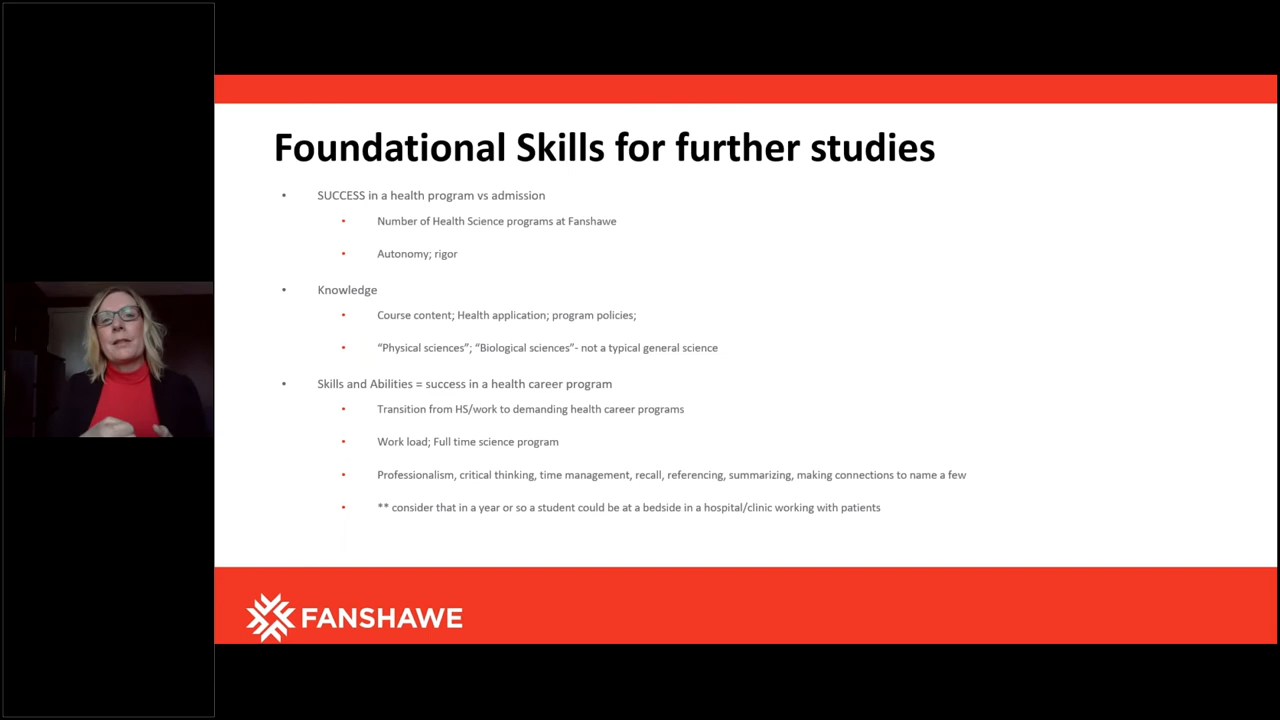 Foundational Skills for further studies
• SUCCESS in a health program vs admission
• Number of Health Science programs at Fanshawe
• Autonomy; rigor
• Knowledge
• Course content; Health application; program policies;
• “Physical sciences”; “Biological sciences”- not a typical general science
• Skills and Abilities = success in a health career program
• Transition from HS/work to demanding health career programs
• Work load; Full time science program
• Professionalism, critical thinking, time management, recall, referencing, summarizing, making connections to name a few
• ** consider that in a year or so a student could be at a bedside in a hospital/clinic working with patients
FANSHAWE